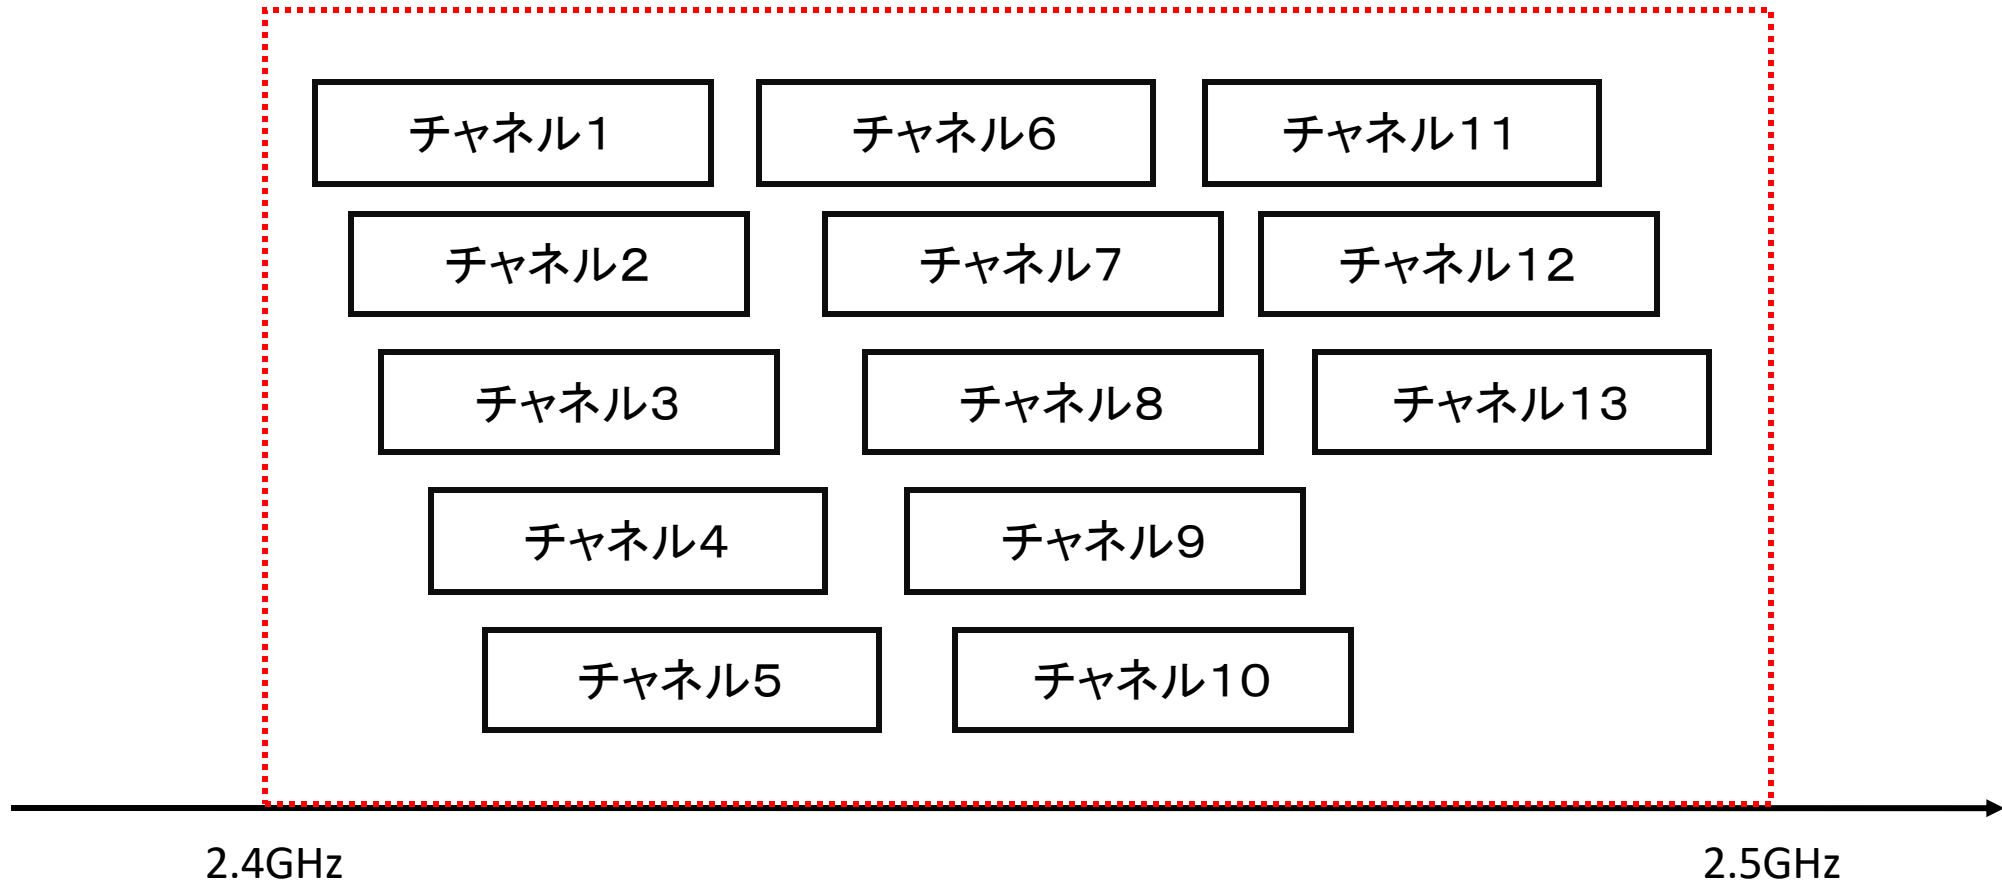 チャネル1 チャネル6 チャネル11
チャネル2 チャネル7 チャネル12
チャネル3 チャネル8 チャネル13
チャネル4 チャネル9
チャネル5 チャネル10
2.4GHz 2.5GHz